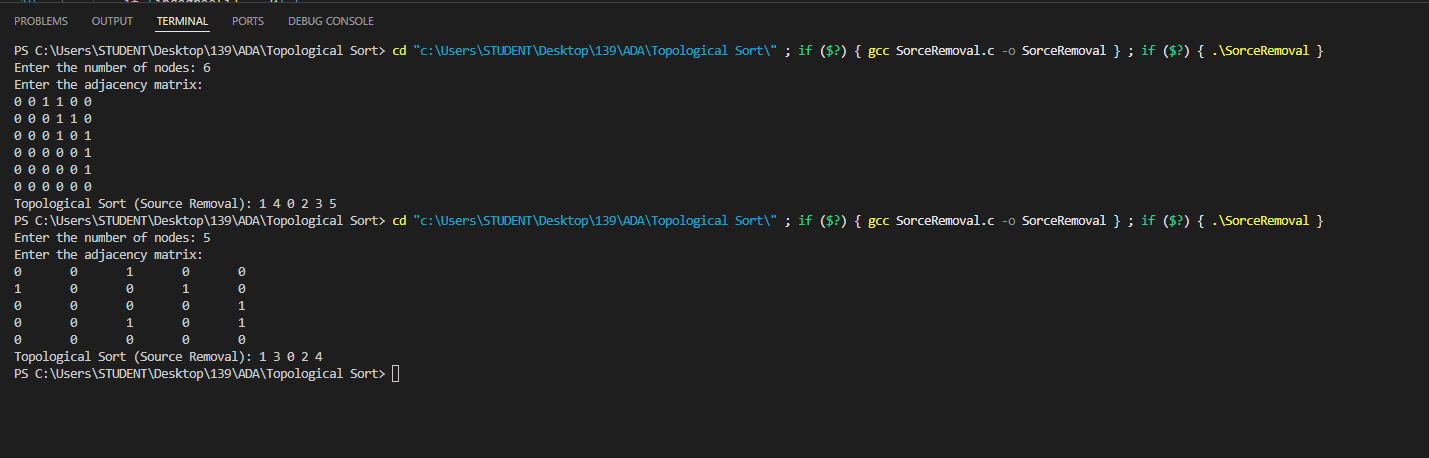 PROBLEMS OUTPUT TERMINAL PORTS DEBUG CONSOLE
PS C:\Users\STUDENT\Desktop\139\ADA\Topological Sort> cd "c:\Users\STUDENT\Desktop\139\ADA\Topological Sort\" ; if ($?) { gcc SorceRemoval.c -o SorceRemoval } ; if ($?) { .\SorceRemoval }
Enter the number of nodes: 6
Enter the adjacency matrix:
0 0 1 1 0 0
0 0 0 1 1 0
0 0 0 1 0 1
0 0 0 0 0 1
0 0 0 0 0 1
0 0 0 0 0 0
Topological Sort (Source Removal): 1 4 0 2 3 5
PS C:\Users\STUDENT\Desktop\139\ADA\Topological Sort> cd "c:\Users\STUDENT\Desktop\139\ADA\Topological Sort\" ; if ($?) { gcc SorceRemoval.c -o SorceRemoval } ; if ($?) { .\SorceRemoval }
Enter the number of nodes: 5
Enter the adjacency matrix:
0 0 1 0 0
1 0 0 1 0
0 0 0 0 1
0 0 1 0 1
0 0 0 0 0
Topological Sort (Source Removal): 1 3 0 2 4
PS C:\Users\STUDENT\Desktop\139\ADA\Topological Sort>